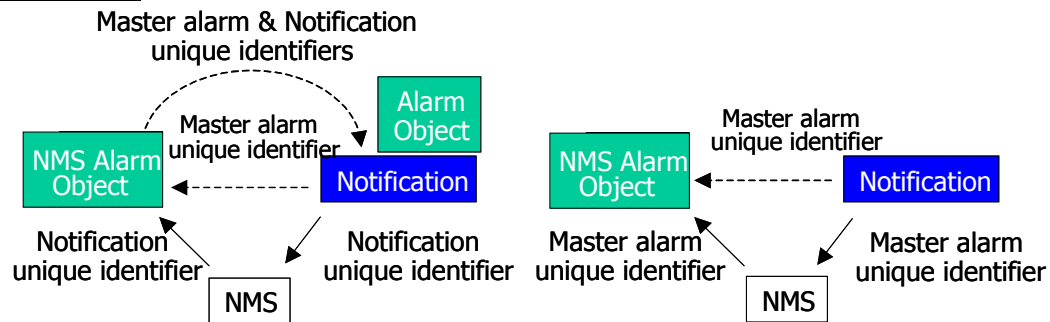 Master alarm & Notification
unique identifiers
Alarm
Object
Master alarm
unique identifier
NMS Alarm
Object
Notification
Notification
unique identifier
Notification
unique identifier
NMS
Master alarm
unique identifier
NMS Alarm
Object
Notification
Master alarm
unique identifier
Master alarm
unique identifier
NMS